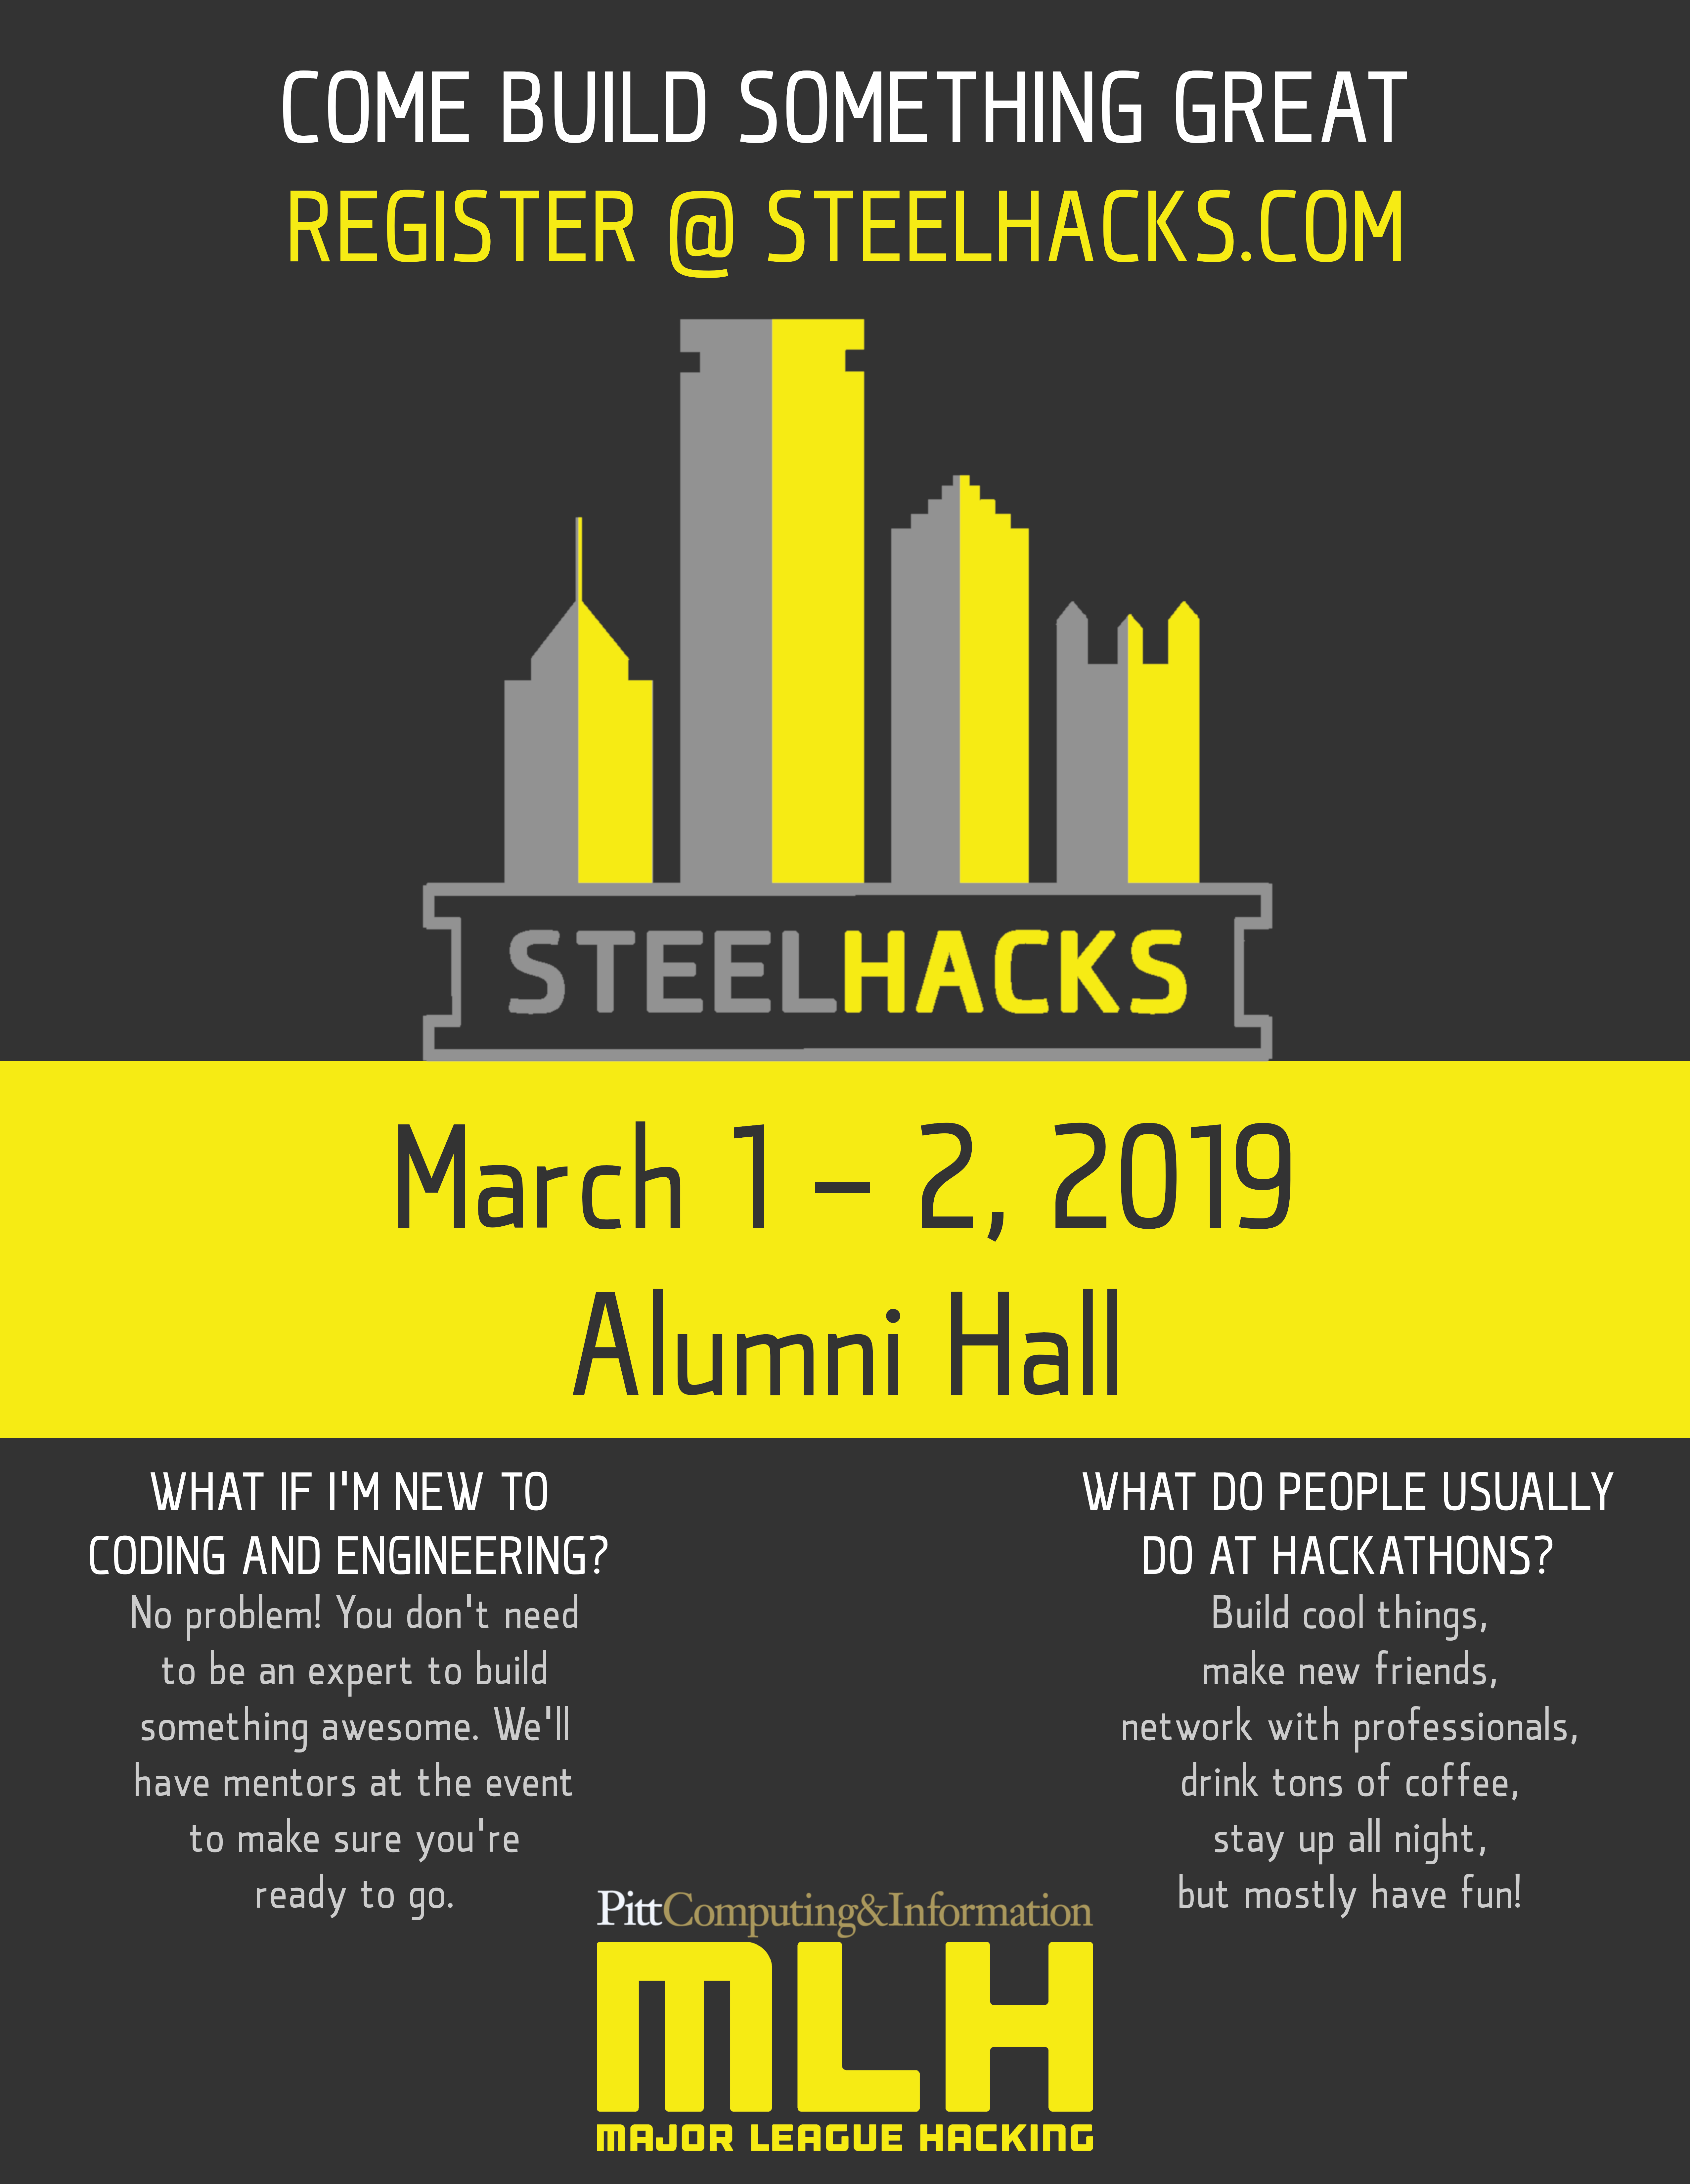 COME BUILD SOMETHING GREAT
REGISTER @ STEELHACKS.COM
STEELHACKS
March 1 – 2, 2019
Alumni Hall
WHAT IF I'M NEW TO
CODING AND ENGINEERING?
No problem! You don't need
to be an expert to build
something awesome. We'll
have mentors at the event
to make sure you're
ready to go.
WHAT DO PEOPLE USUALLY
DO AT HACKATHONS?
Build cool things,
make new friends,
network with professionals,
drink tons of coffee,
stay up all night,
but mostly have fun!
PittComputing&Information
MLH
MAJOR LEAGUE HACKING